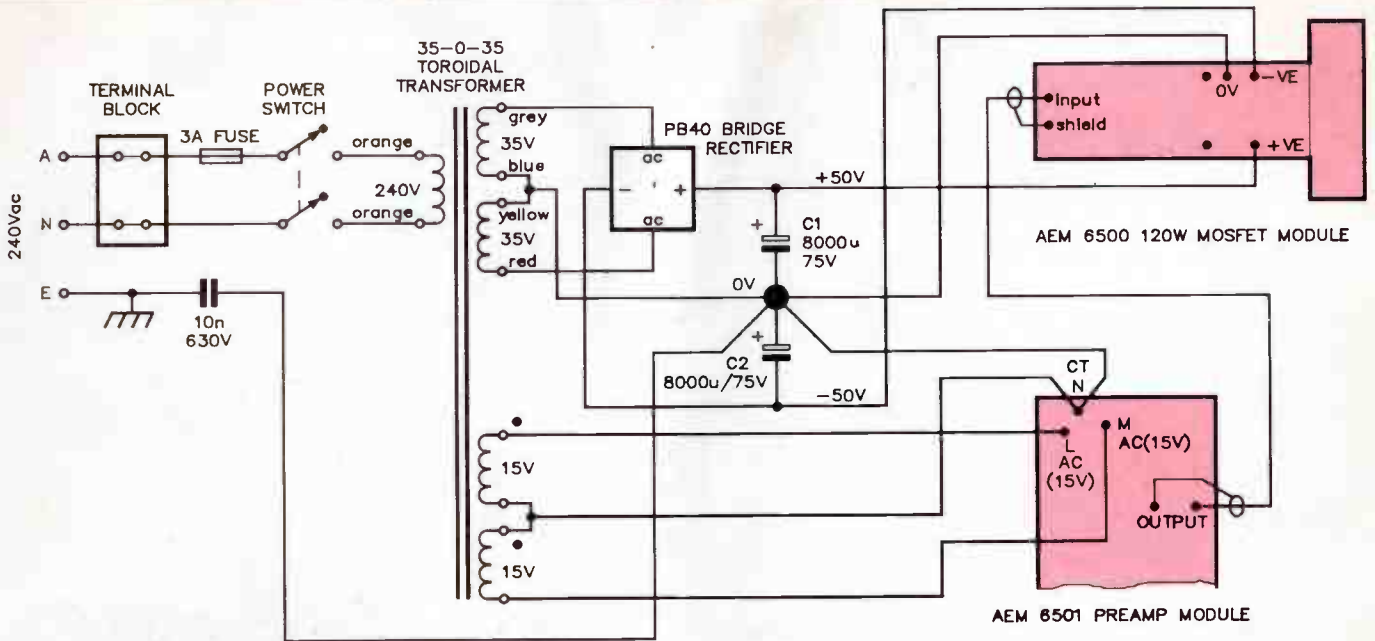 35-0-35
TOROIDAL
TRANSFORMER
TERMINAL
BLOCK
POWER
SWITCH
3A FUSE
240Vac
A
N
E
10n
630V
orange
240V
orange
grey
35V
blue
yellow
35V
red
PB40 BRIDGE
RECTIFIER
ac
- +
ac
+50V
+ C1
8000u
75V
0V
+
C2
8000u/75V
-50V
15V
15V
Input
shield
0V
-VE
+VE
AEM 6500 120W MOSFET MODULE
CT
N
L
AC
(15V)
M
AC(15V)
OUTPUT
AEM 6501 PREAMP MODULE